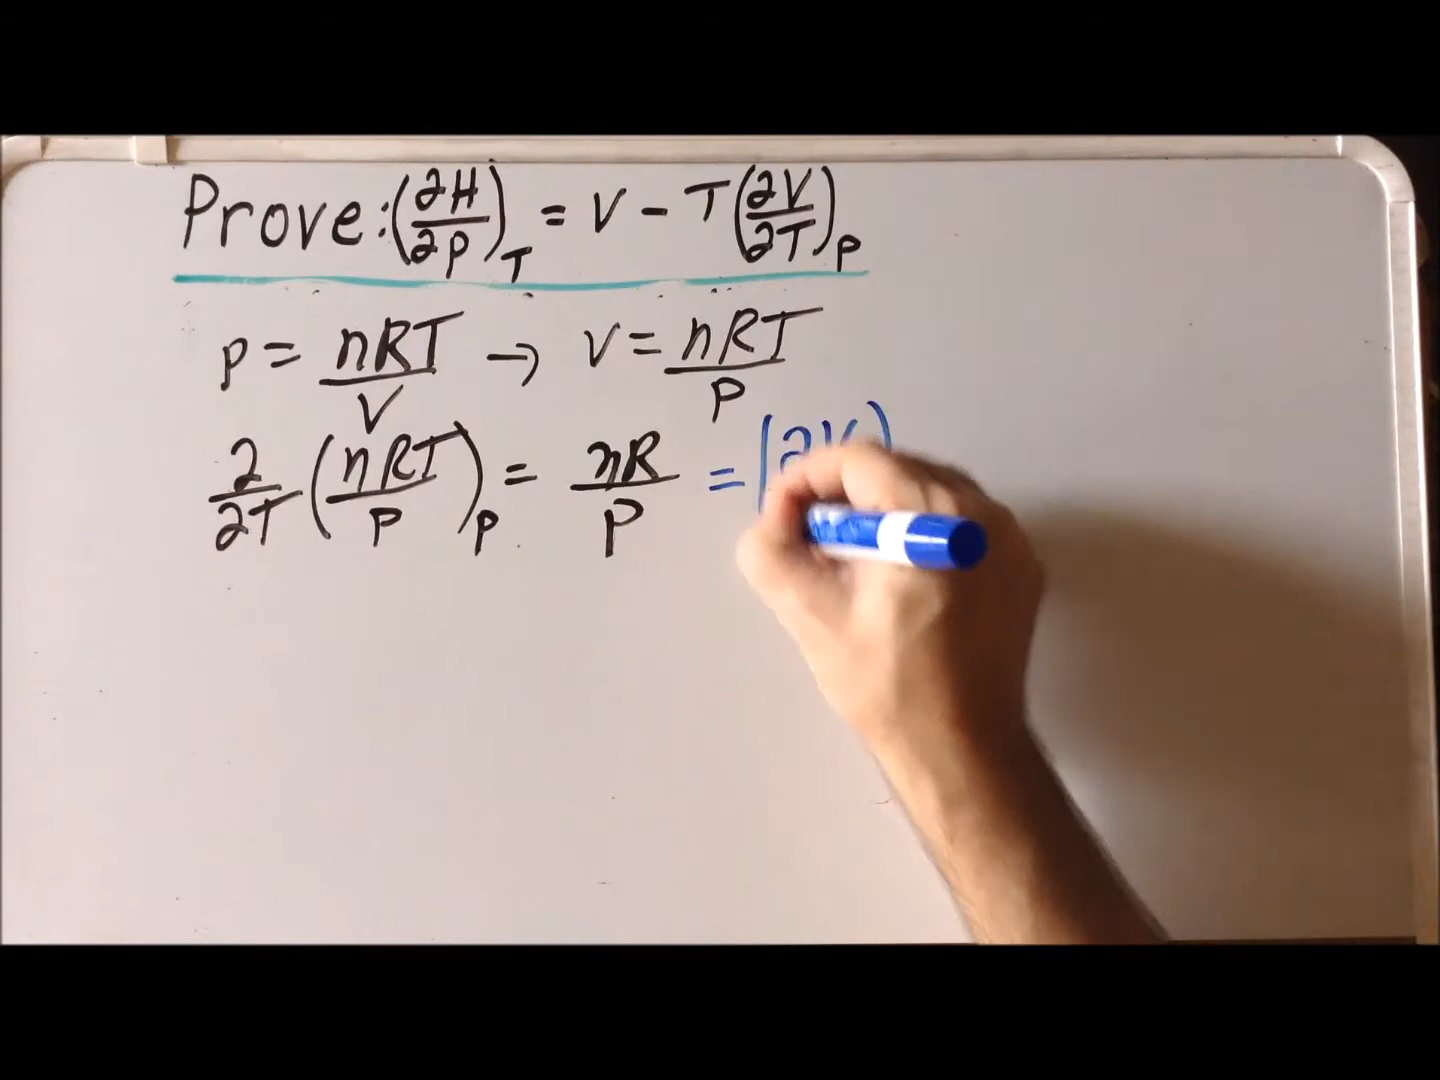 Prove: (∂H/∂P)_T = V - T(∂V/∂T)_P
P = nRT/V → V = nRT/P
∂/∂T (nRT/P)_P = nR/P = (∂V